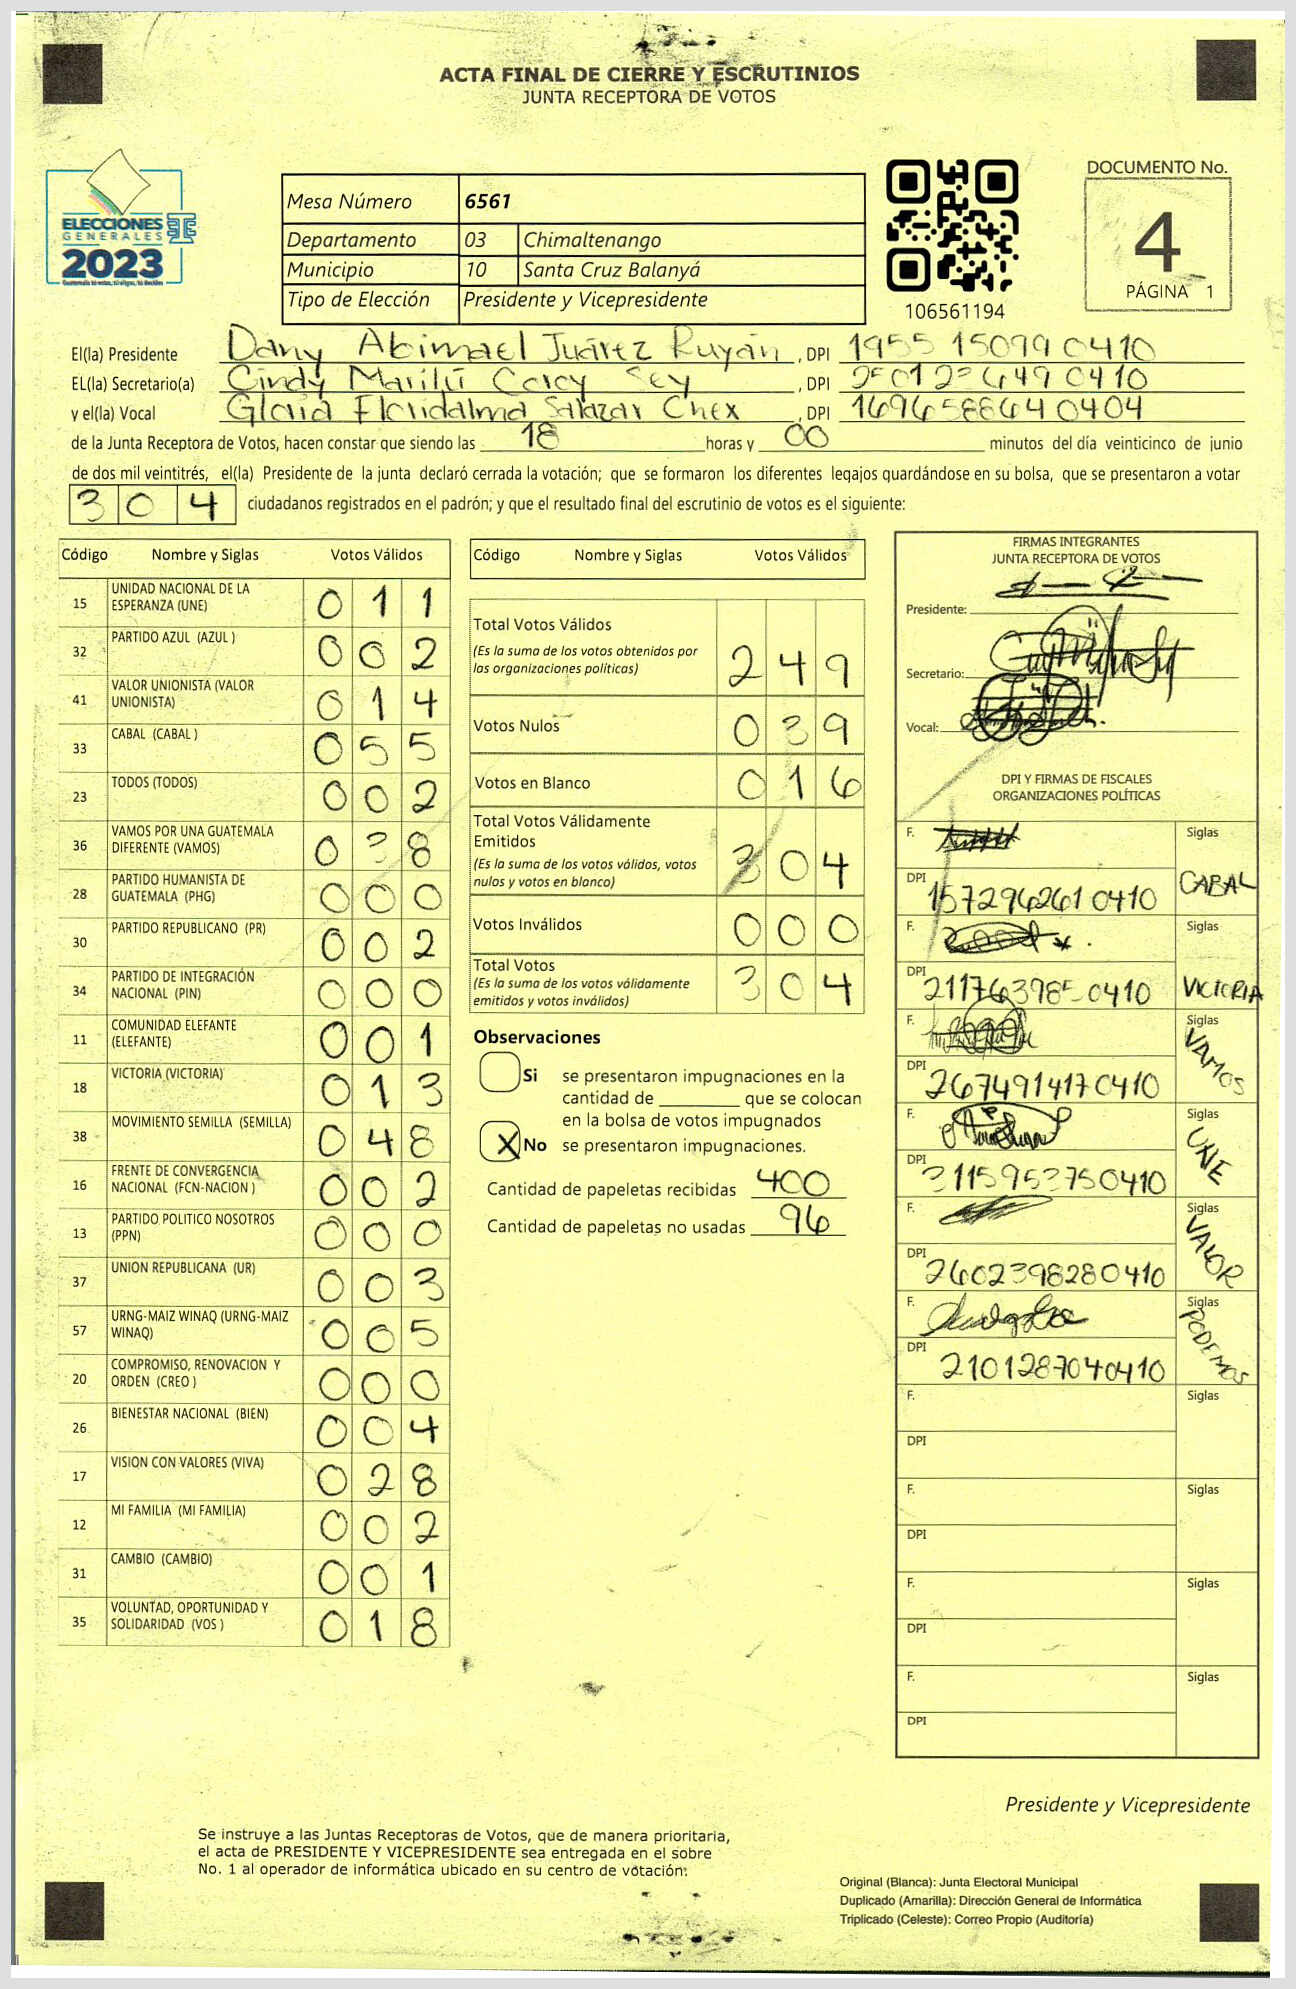 ACTA FINAL DE CIERRE Y ESCRUTINIOS
JUNTA RECEPTORA DE VOTOS
ELECCIONES
GENERALES
2023
Mesa Número 6561
Departamento 03 Chimaltenango
Municipio 10 Santa Cruz Balanyá
Tipo de Elección Presidente y Vicepresidente
106561194
DOCUMENTO No.
4
PÁGINA 1
El(la) Presidente Dany Abimael Juárez Ruyán , DPI 1955 15099 0410
EL(la) Secretario(a) Cindy Marilú Sey , DPI
y el(la) Vocal Gloria Floridalma Salazar Chex , DPI 1696588640404
de la Junta Receptora de Votos, hacen constar que siendo las 18 horas y 00 minutos del día veinticinco de junio
de dos mil veintitrés, el(la) Presidente de la junta declaró cerrada la votación; que se formaron los diferentes legajos guardándose en su bolsa, que se presentaron a votar
304 ciudadanos registrados en el padrón; y que el resultado final del escrutinio de votos es el siguiente:
Código Nombre y Siglas Votos Válidos
15 UNIDAD NACIONAL DE LA ESPERANZA (UNE) 0 1 1
32 PARTIDO AZUL (AZUL ) 0 0 2
41 VALOR UNIONISTA (VALOR UNIONISTA) 0 1 4
33 CABAL (CABAL ) 0 5 5
23 TODOS (TODOS) 0 0 2
36 VAMOS POR UNA GUATEMALA DIFERENTE (VAMOS) 0 3 8
28 PARTIDO HUMANISTA DE GUATEMALA (PHG) 0 0 0
30 PARTIDO REPUBLICANO (PR) 0 0 2
34 PARTIDO DE INTEGRACIÓN NACIONAL (PIN) 0 0 0
11 COMUNIDAD ELEFANTE (ELEFANTE) 0 0 1
18 VICTORIA (VICTORIA) 0 1 3
38 MOVIMIENTO SEMILLA (SEMILLA) 0 4 8
16 FRENTE DE CONVERGENCIA NACIONAL (FCN-NACION ) 0 0 2
13 PARTIDO POLITICO NOSOTROS (PPN) 0 0 0
37 UNION REPUBLICANA (UR) 0 0 3
57 URNG-MAIZ WINAQ (URNG-MAIZ WINAQ) 0 0 5
20 COMPROMISO, RENOVACION Y ORDEN (CREO ) 0 0 0
26 BIENESTAR NACIONAL (BIEN) 0 0 4
17 VISION CON VALORES (VIVA) 0 2 8
12 MI FAMILIA (MI FAMILIA) 0 0 2
31 CAMBIO (CAMBIO) 0 0 1
35 VOLUNTAD, OPORTUNIDAD Y SOLIDARIDAD (VOS ) 0 1 8
Código Nombre y Siglas Votos Válidos
Total Votos Válidos 2 4 9
(Es la suma de los votos obtenidos por
las organizaciones políticas)
Votos Nulos 0 3 9
Votos en Blanco 0 1 6
Total Votos Válidamente
Emitidos 3 0 4
(Es la suma de los votos válidos, votos
nulos y votos en blanco)
Votos Inválidos 0 0 0
Total Votos 3 0 4
(Es la suma de los votos válidamente
emitidos y votos inválidos)
Observaciones
Si se presentaron impugnaciones en la
cantidad de ________ que se colocan
en la bolsa de votos impugnados
X No se presentaron impugnaciones.
Cantidad de papeletas recibidas 400
Cantidad de papeletas no usadas 96
FIRMAS INTEGRANTES
JUNTA RECEPTORA DE VOTOS
Presidente:
Secretario:
Vocal:
DPI Y FIRMAS DE FISCALES
ORGANIZACIONES POLÍTICAS
F. Siglas
DPI 1572962610410 CABAL
F. Siglas
DPI 2117639850410 VICTORIA
F. Siglas
DPI 2674914170410 VAMOS
F. Siglas
DPI 3115953750410 UNE
F. Siglas
DPI 2602398280410 VALOR
F. Siglas
DPI 2101287040410 PODEMOS
F. Siglas
DPI
F. Siglas
DPI
F. Siglas
DPI
F. Siglas
DPI
Presidente y Vicepresidente
Se instruye a las Juntas Receptoras de Votos, que de manera prioritaria,
el acta de PRESIDENTE Y VICEPRESIDENTE sea entregada en el sobre
No. 1 al operador de informática ubicado en su centro de votación.
Original (Blanca): Junta Electoral Municipal
Duplicado (Amarilla): Dirección General de Informática
Triplicado (Celeste): Correo Propio (Auditoría)